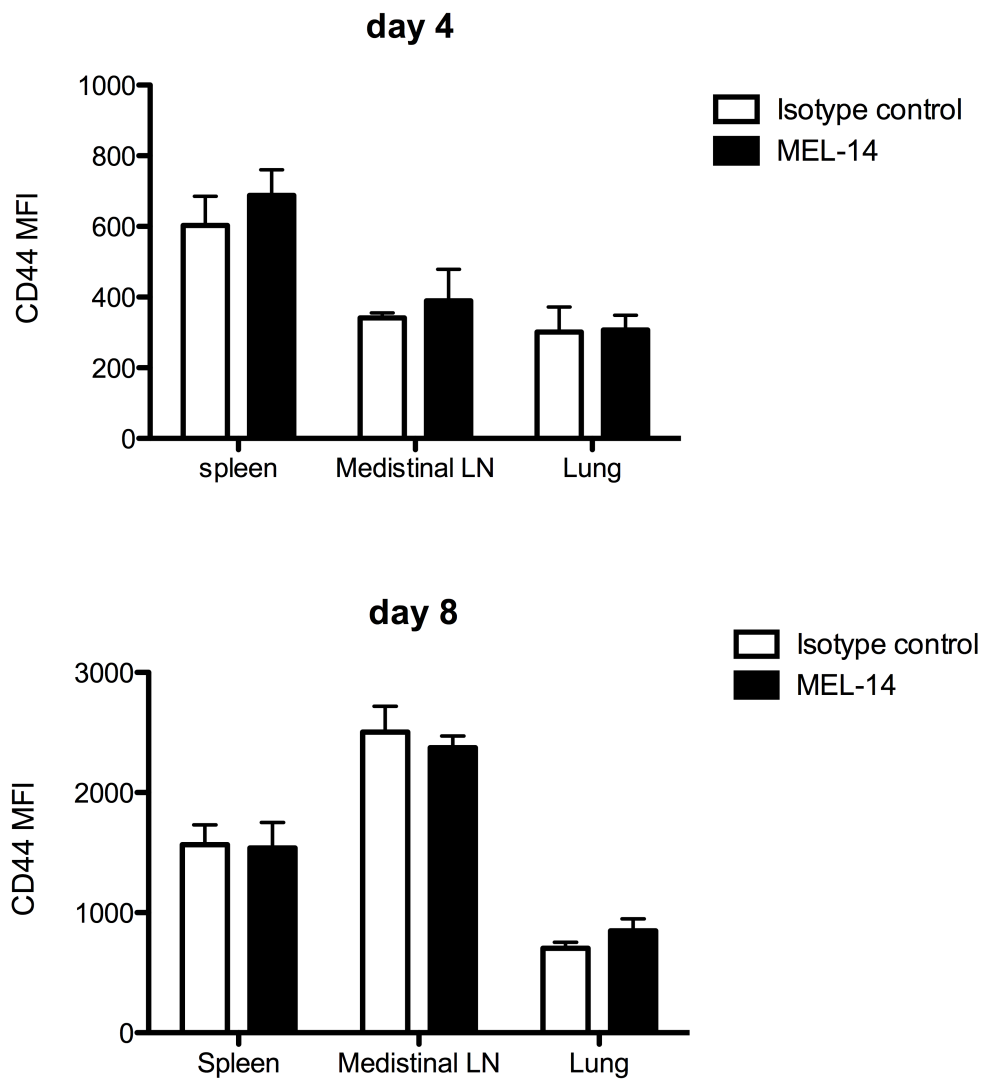 day 4
1000
800
600
400
200
0
CD44 MFI
spleen Medistinal LN Lung
Isotype control
MEL-14
day 8
3000
2000
1000
0
CD44 MFI
Spleen Medistinal LN Lung
Isotype control
MEL-14